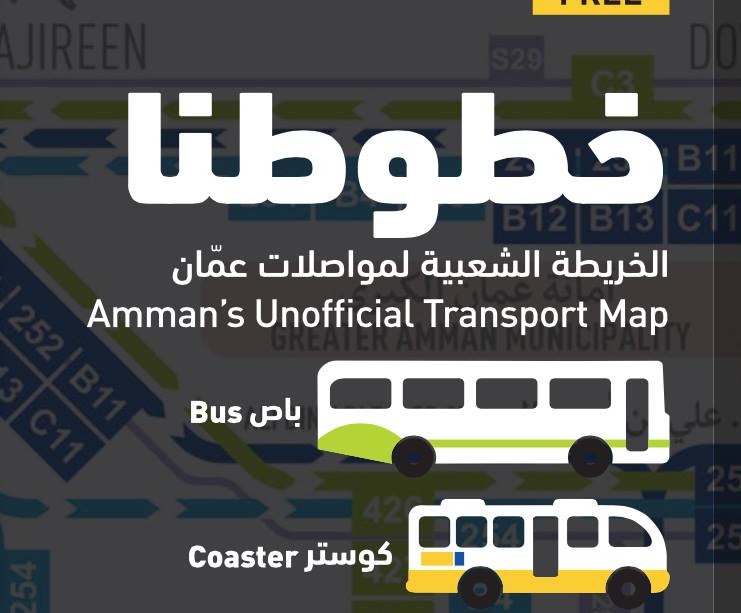 FREE
خطوطنا
الخريطة الشعبية لمواصلات عمّان
Amman's Unofficial Transport Map
باص Bus
كوستر Coaster
AJIREEN
S29
C3
B11
B12 B13 C11
GREATER AMMAN MUNICIPALITY
252 B11
C11
254
254